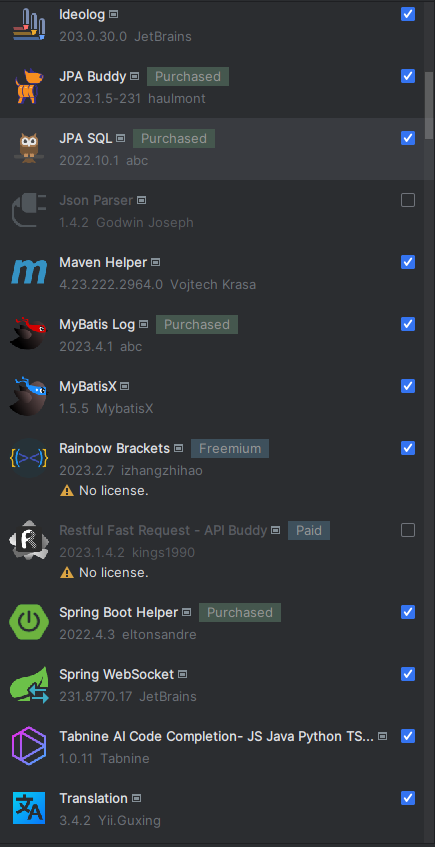 Ideolog
203.0.30.0 JetBrains
JPA Buddy Purchased
2023.1.5-231 haulmont
JPA SQL Purchased
2022.10.1 abc
Json Parser
1.4.2 Godwin Joseph
Maven Helper
4.23.222.2964.0 Vojtech Krasa
MyBatis Log Purchased
2023.4.1 abc
MyBatisX
1.5.5 MybatisX
Rainbow Brackets Freemium
2023.2.7 izhangzhihao
No license.
Restful Fast Request - API Buddy Paid
2023.1.4.2 kings1990
No license.
Spring Boot Helper Purchased
2022.4.3 eltonsandre
Spring WebSocket
231.8770.17 JetBrains
Tabnine AI Code Completion- JS Java Python TS...
1.0.11 Tabnine
Translation
3.4.2 Yii.Guxing